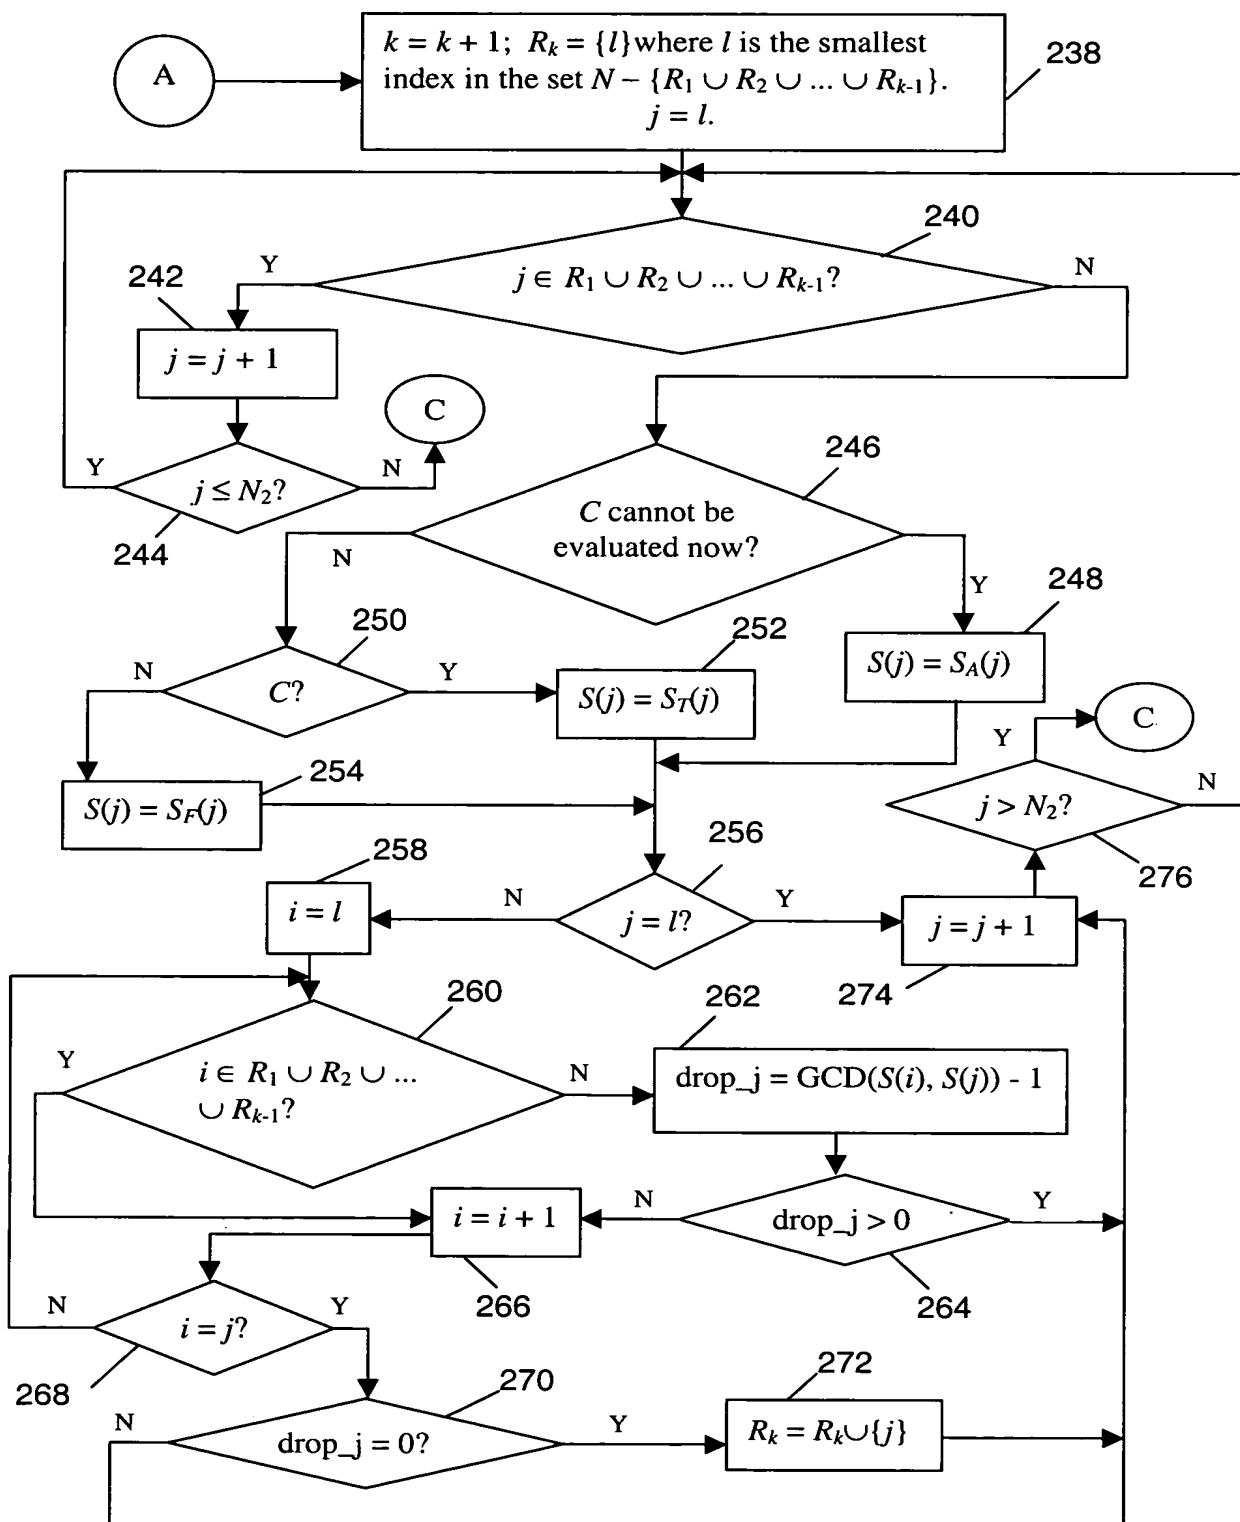 A
k = k + 1; R_k = {l} where l is the smallest
index in the set N – {R_1 ∪ R_2 ∪ ... ∪ R_{k-1}}.
j = l.
238
240
j ∈ R_1 ∪ R_2 ∪ ... ∪ R_{k-1}?
Y
N
242
j = j + 1
C
j ≤ N_2?
Y
N
244
246
C cannot be
evaluated now?
N
Y
248
S(j) = S_A(j)
250
C?
N
Y
252
S(j) = S_T(j)
254
S(j) = S_F(j)
C
Y
j > N_2?
N
276
256
j = l?
N
Y
258
i = l
j = j + 1
274
260
i ∈ R_1 ∪ R_2 ∪ ...
∪ R_{k-1}?
Y
N
262
drop_j = GCD(S(i), S(j)) - 1
drop_j > 0
N
Y
264
i = i + 1
266
i = j?
N
Y
268
270
drop_j = 0?
N
Y
272
R_k = R_k ∪ {j}